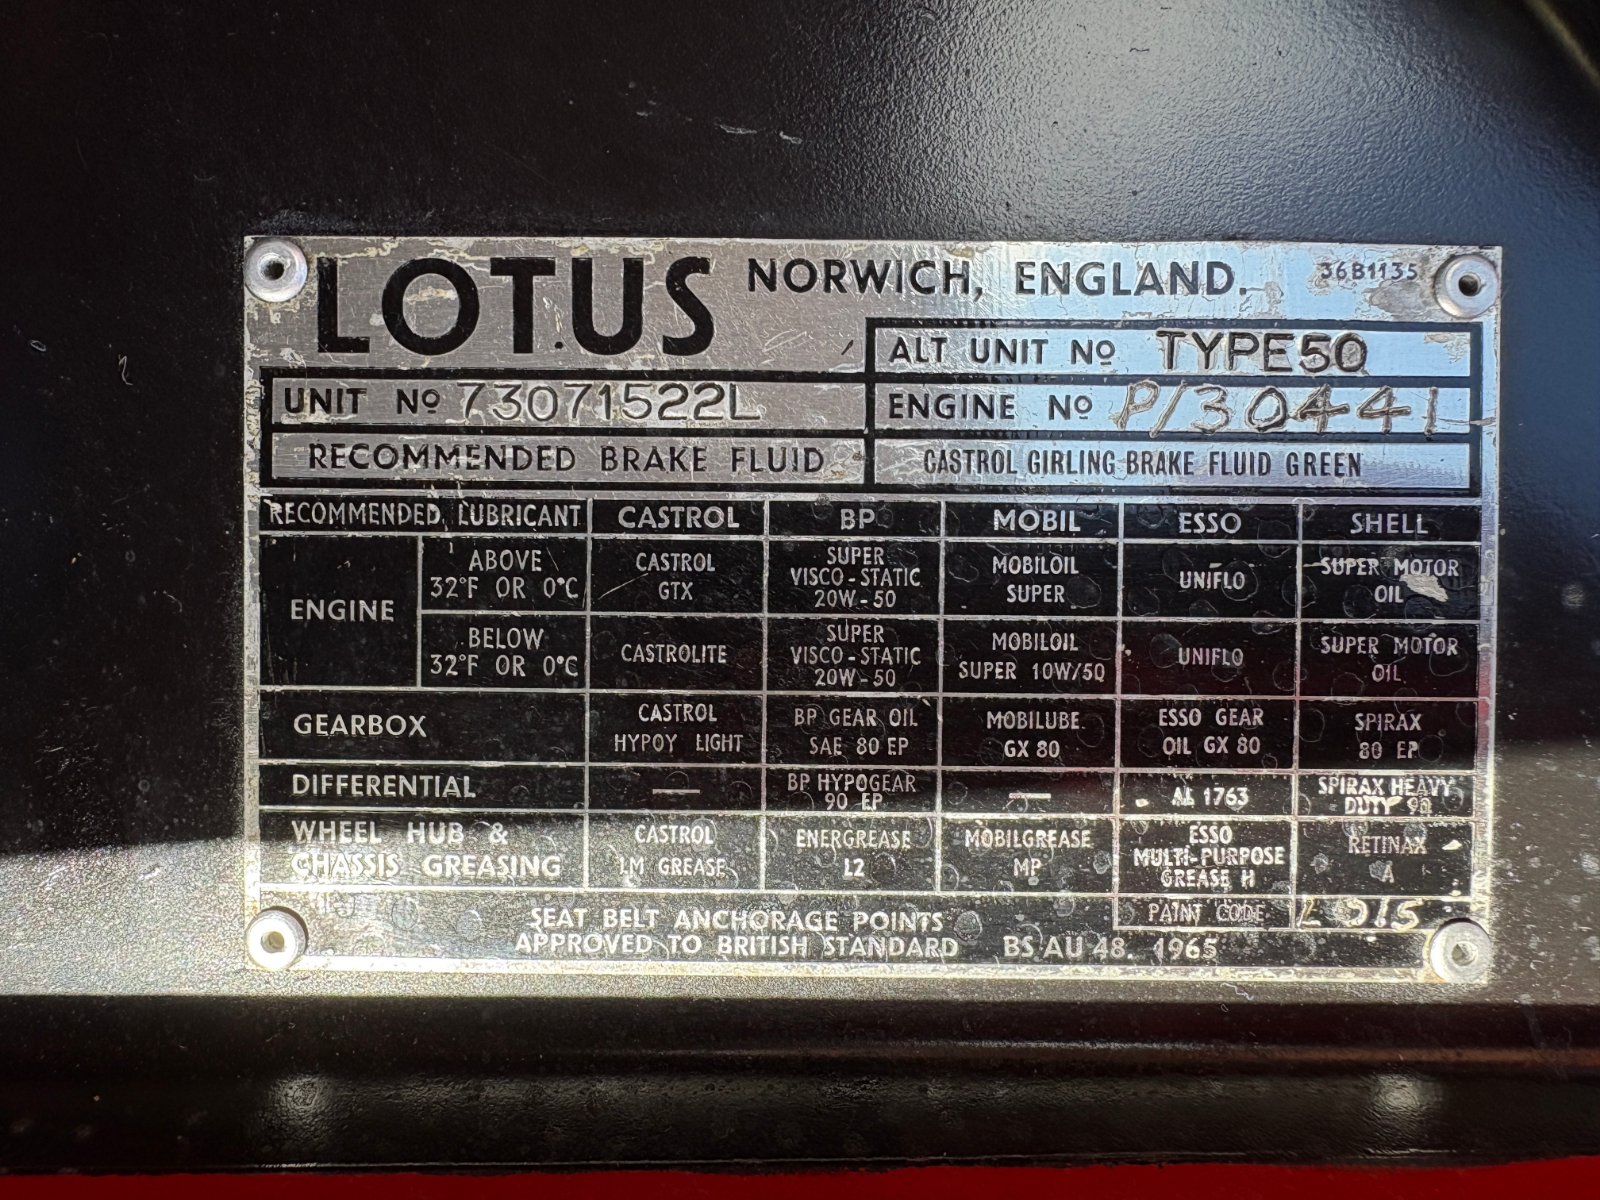 LOTUS NORWICH, ENGLAND. 36B1135
ALT UNIT Nº TYPE50
UNIT Nº 73071522L
ENGINE Nº P/30441
RECOMMENDED BRAKE FLUID
CASTROL GIRLING BRAKE FLUID GREEN
RECOMMENDED LUBRICANT CASTROL BP MOBIL ESSO SHELL
ENGINE
ABOVE
32°F OR 0°C
CASTROL
GTX
SUPER
VISCO-STATIC
20W-50
MOBILOIL
SUPER
UNIFLO
SUPER MOTOR
OIL
BELOW
32°F OR 0°C
CASTROLITE
SUPER
VISCO-STATIC
20W-50
MOBILOIL
SUPER 10W/50
UNIFLO
SUPER MOTOR
OIL
GEARBOX
CASTROL
HYPOY LIGHT
BP GEAR OIL
SAE 80 EP
MOBILUBE
GX 80
ESSO GEAR
OIL GX 80
SPIRAX
80 EP
DIFFERENTIAL
—
BP HYPOGEAR
90 EP
—
AL 1763
SPIRAX HEAVY
DUTY 90
WHEEL HUB &
CHASSIS GREASING
CASTROL
LM GREASE
ENERGREASE
L2
MOBILGREASE
MP
ESSO
MULTI-PURPOSE
GREASE H
RETINAX
A
PAINT CODE L 015
SEAT BELT ANCHORAGE POINTS
APPROVED TO BRITISH STANDARD BS.AU 48. 1965